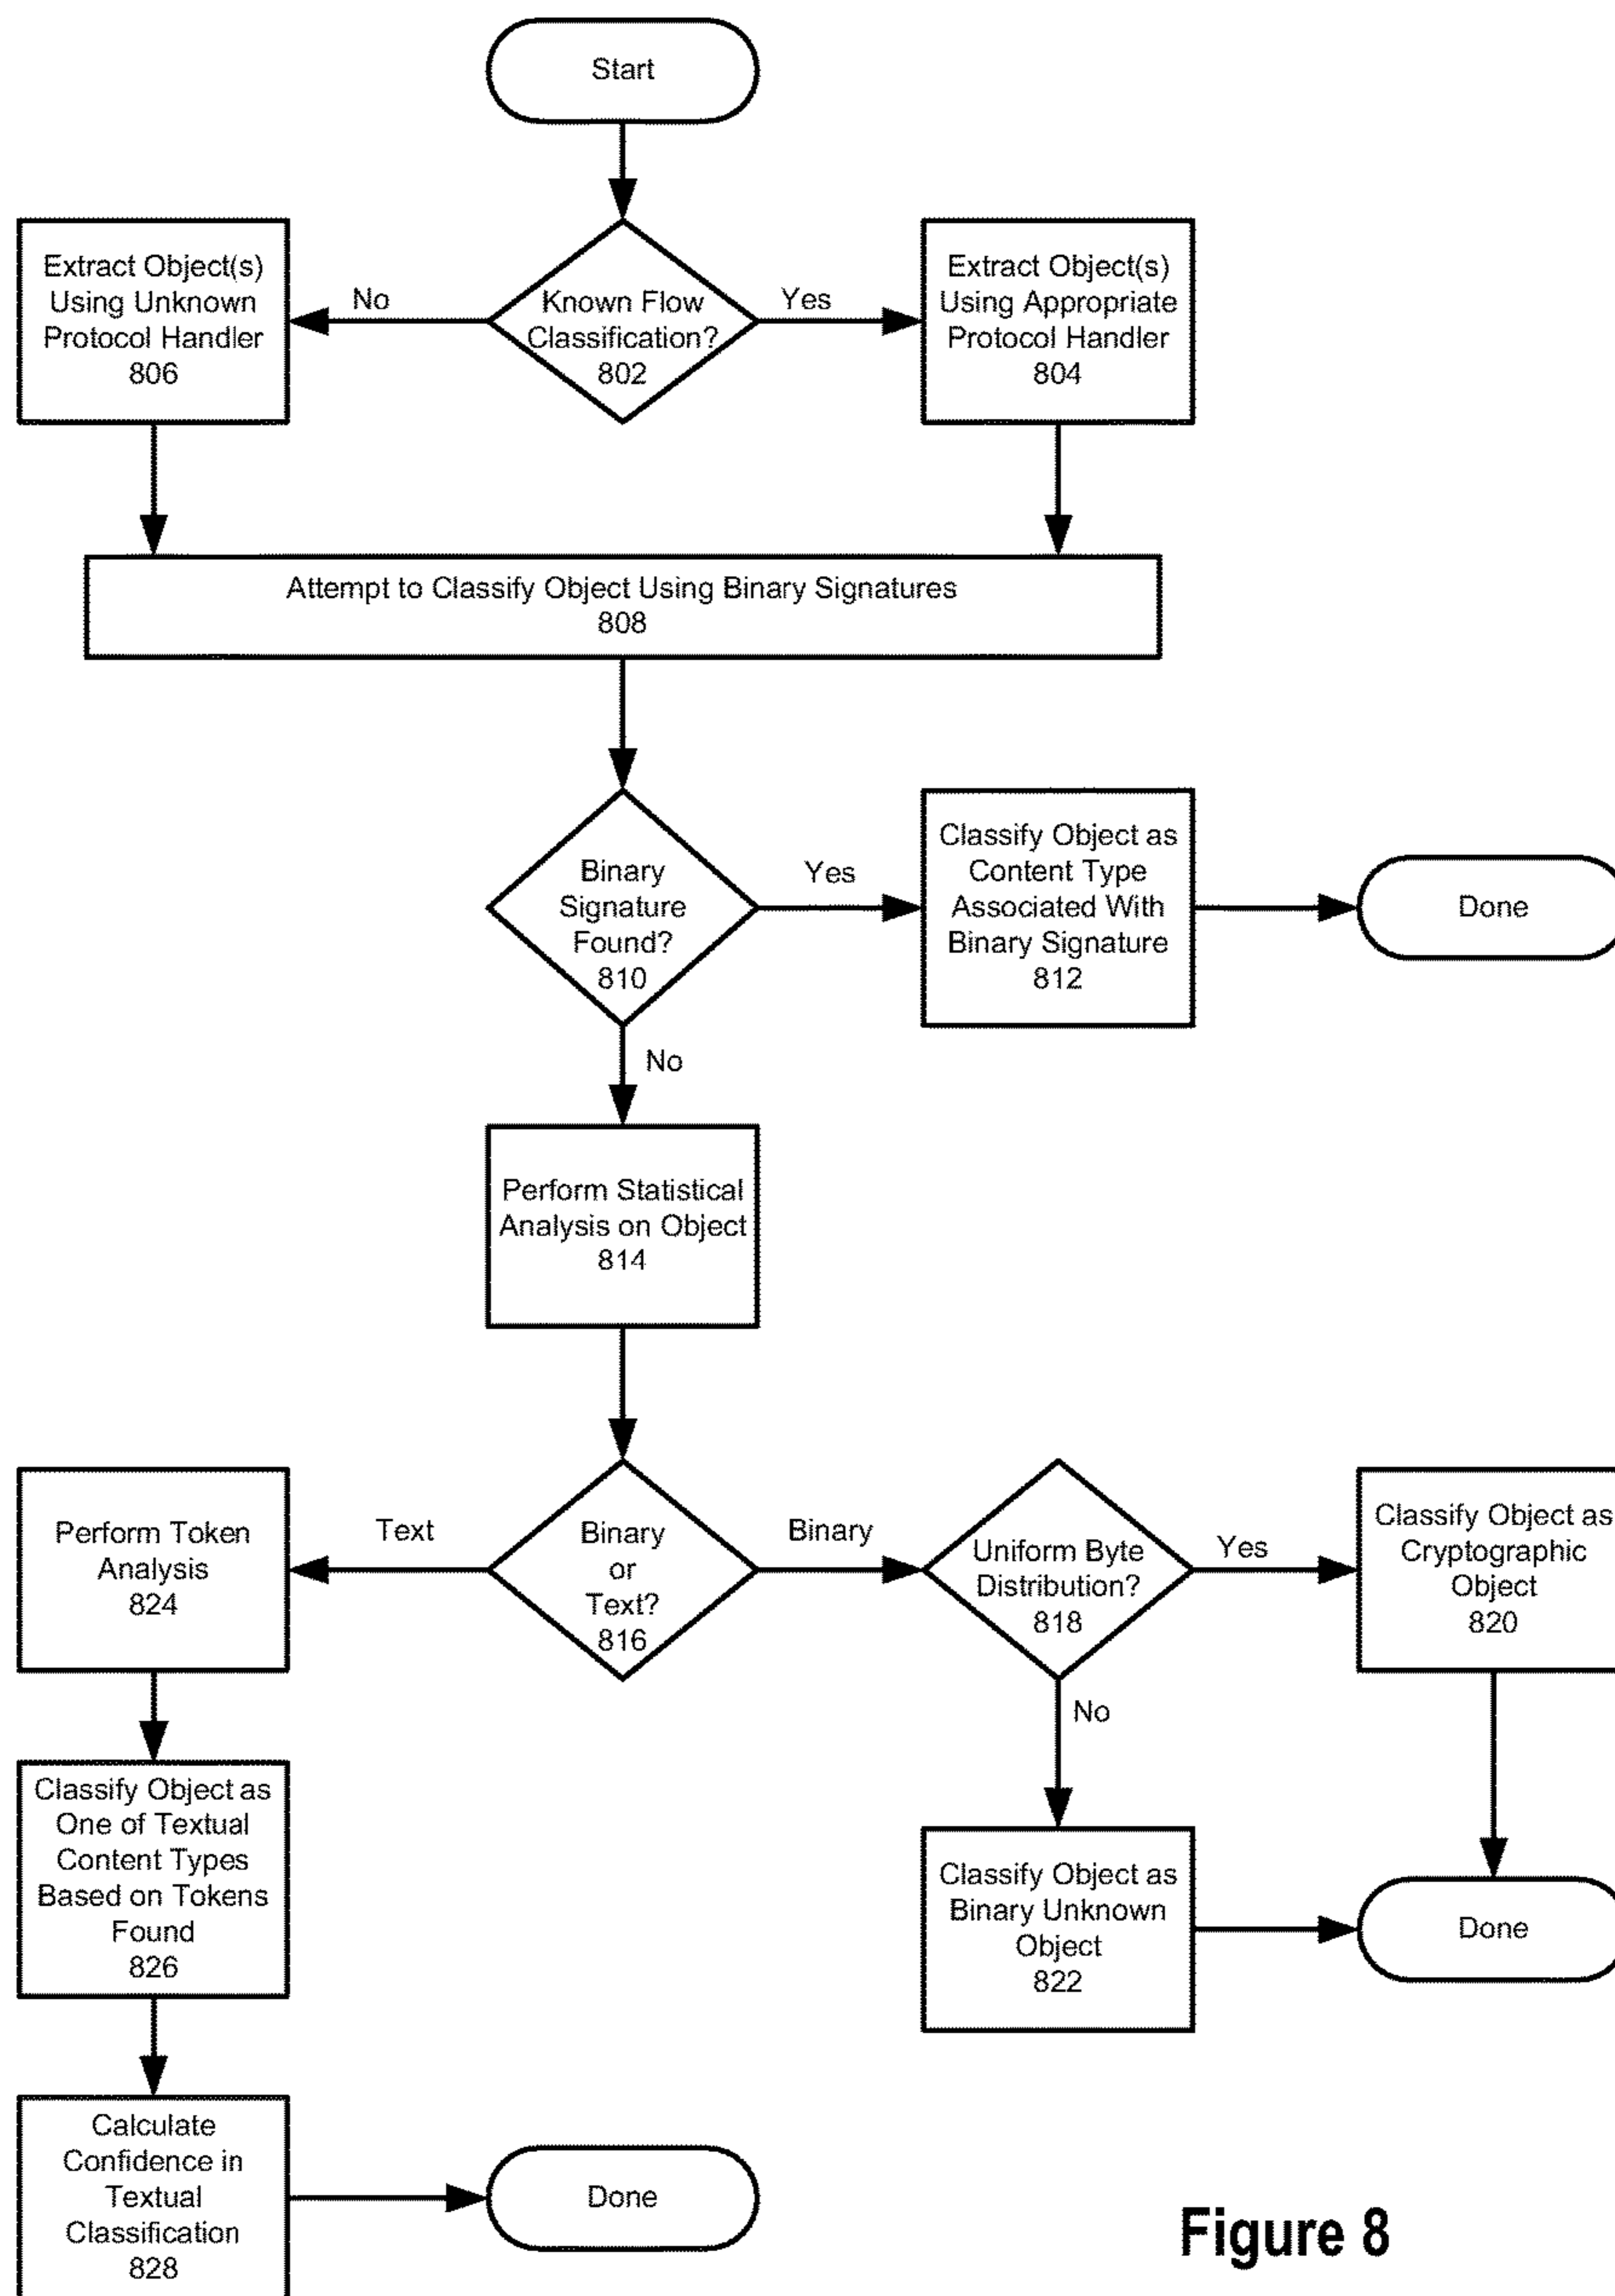 Start
Extract Object(s)
Using Unknown
Protocol Handler
806
No
Known Flow
Classification?
802
Yes
Extract Object(s)
Using Appropriate
Protocol Handler
804
Attempt to Classify Object Using Binary Signatures
808
Binary
Signature
Found?
810
Yes
Classify Object as
Content Type
Associated With
Binary Signature
812
Done
No
Perform Statistical
Analysis on Object
814
Perform Token
Analysis
824
Text
Binary
or
Text?
816
Binary
Uniform Byte
Distribution?
818
Yes
Classify Object as
Cryptographic
Object
820
No
Classify Object as
One of Textual
Content Types
Based on Tokens
Found
826
Classify Object as
Binary Unknown
Object
822
Done
Calculate
Confidence in
Textual
Classification
828
Done
Figure 8